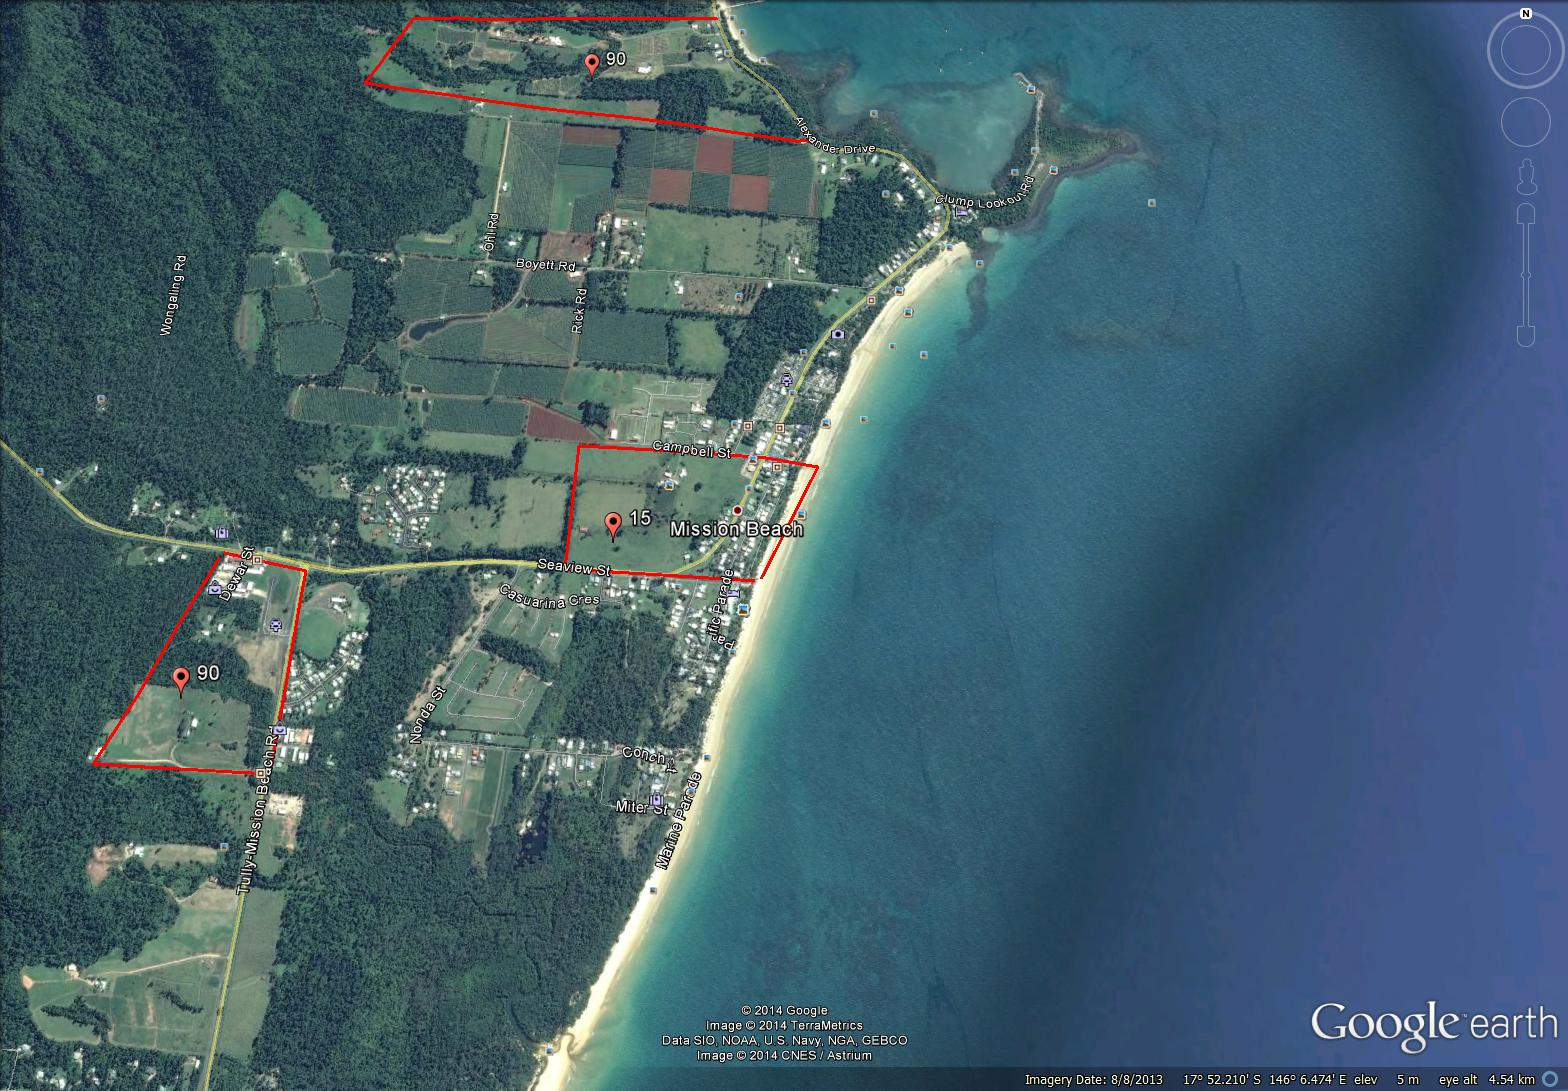 N
90
Alexander Drive
Clump Lookout Rd
Ohl Rd
Boyett Rd
Wongaling Rd
Rick Rd
Campbell St
15
Mission Beach
Seaview St
Dewar St
Casuarina Cres
90
Nonda St
Conch
Miter St
Marine Parade
Tully-Mission Beach Rd
© 2014 Google
Image © 2014 TerraMetrics
Data SIO, NOAA, U.S. Navy, NGA, GEBCO
Image © 2014 CNES / Astrium
Google earth
Imagery Date: 8/8/2013 17° 52.210' S 146° 6.474' E elev 5 m eye alt 4.54 km